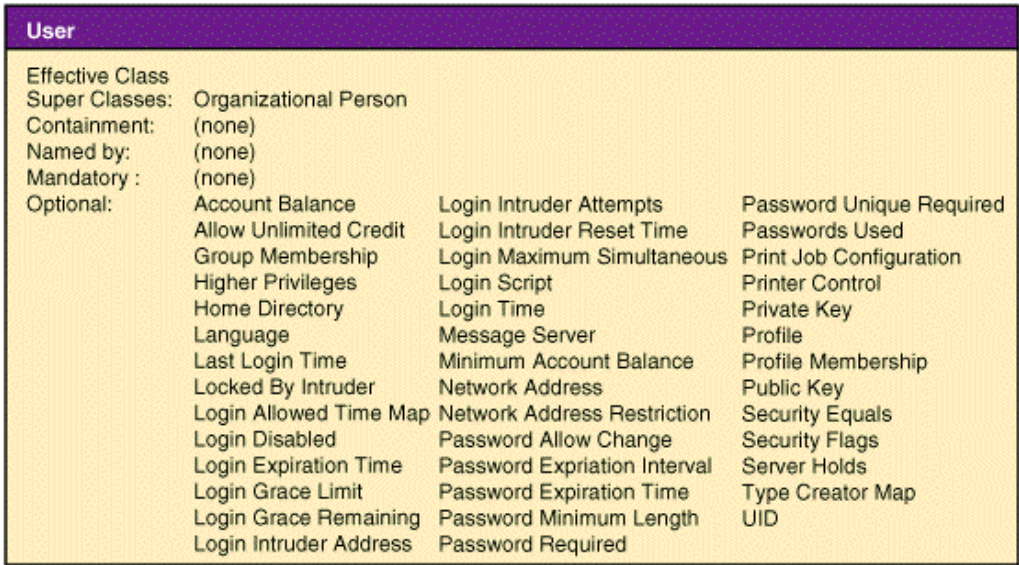 User
Effective Class
Super Classes: Organizational Person
Containment: (none)
Named by: (none)
Mandatory : (none)
Optional: Account Balance Login Intruder Attempts Password Unique Required
Allow Unlimited Credit Login Intruder Reset Time Passwords Used
Group Membership Login Maximum Simultaneous Print Job Configuration
Higher Privileges Login Script Printer Control
Home Directory Login Time Private Key
Language Message Server Profile
Last Login Time Minimum Account Balance Profile Membership
Locked By Intruder Network Address Public Key
Login Allowed Time Map Network Address Restriction Security Equals
Login Disabled Password Allow Change Security Flags
Login Expiration Time Password Expriation Interval Server Holds
Login Grace Limit Password Expiration Time Type Creator Map
Login Grace Remaining Password Minimum Length UID
Login Intruder Address Password Required